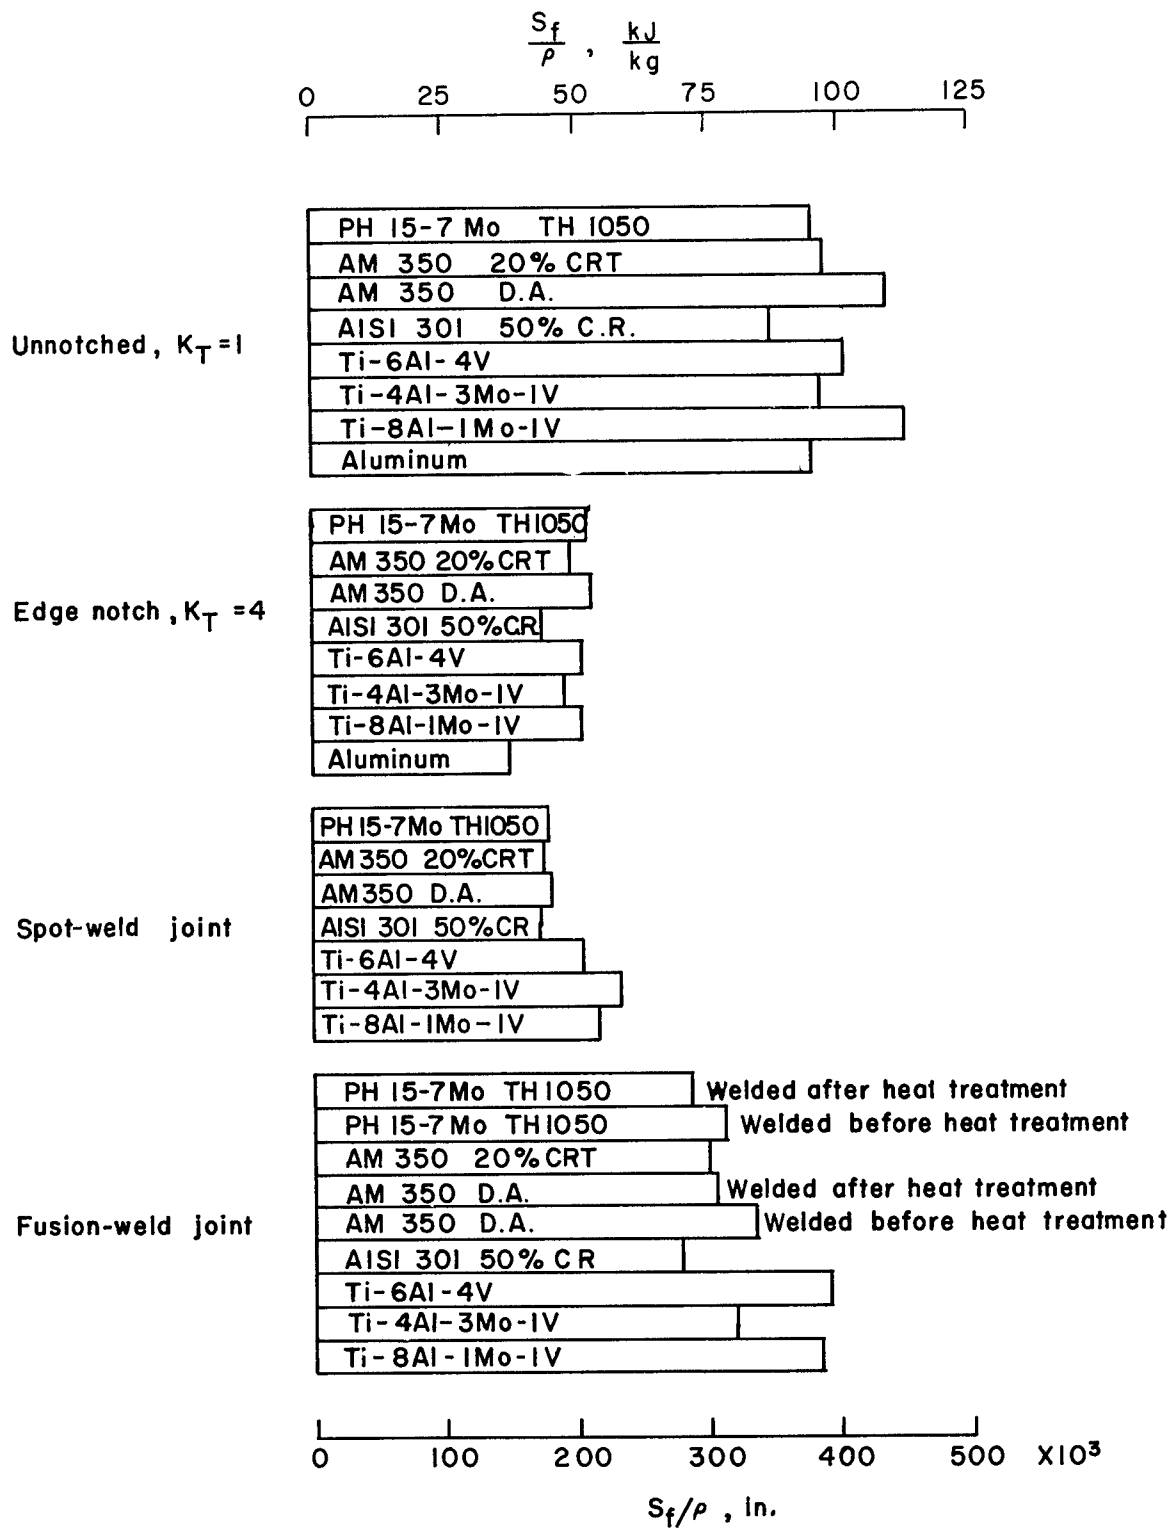 S_f/ρ , kJ/kg
0 25 50 75 100 125
PH 15-7 Mo TH 1050
AM 350 20% CRT
AM 350 D.A.
AISI 301 50% C.R.
Unnotched, K_T=1
Ti-6Al-4V
Ti-4Al-3Mo-1V
Ti-8Al-1Mo-1V
Aluminum
PH 15-7Mo TH1050
AM 350 20% CRT
AM 350 D.A.
Edge notch, K_T =4
AISI 301 50%CR
Ti-6Al-4V
Ti-4Al-3Mo-1V
Ti-8Al-1Mo-1V
Aluminum
PH 15-7Mo TH1050
AM 350 20%CRT
AM350 D.A.
Spot-weld joint
AISI 301 50%CR
Ti-6Al-4V
Ti-4Al-3Mo-1V
Ti-8Al-1Mo-1V
PH 15-7Mo TH1050 Welded after heat treatment
PH 15-7Mo TH1050 Welded before heat treatment
AM 350 20%CRT
AM 350 D.A. Welded after heat treatment
Fusion-weld joint
AM 350 D.A. Welded before heat treatment
AISI 301 50% CR
Ti-6Al-4V
Ti-4Al-3Mo-1V
Ti-8Al-1Mo-1V
0 100 200 300 400 500 X10³
S_f/ρ , in.